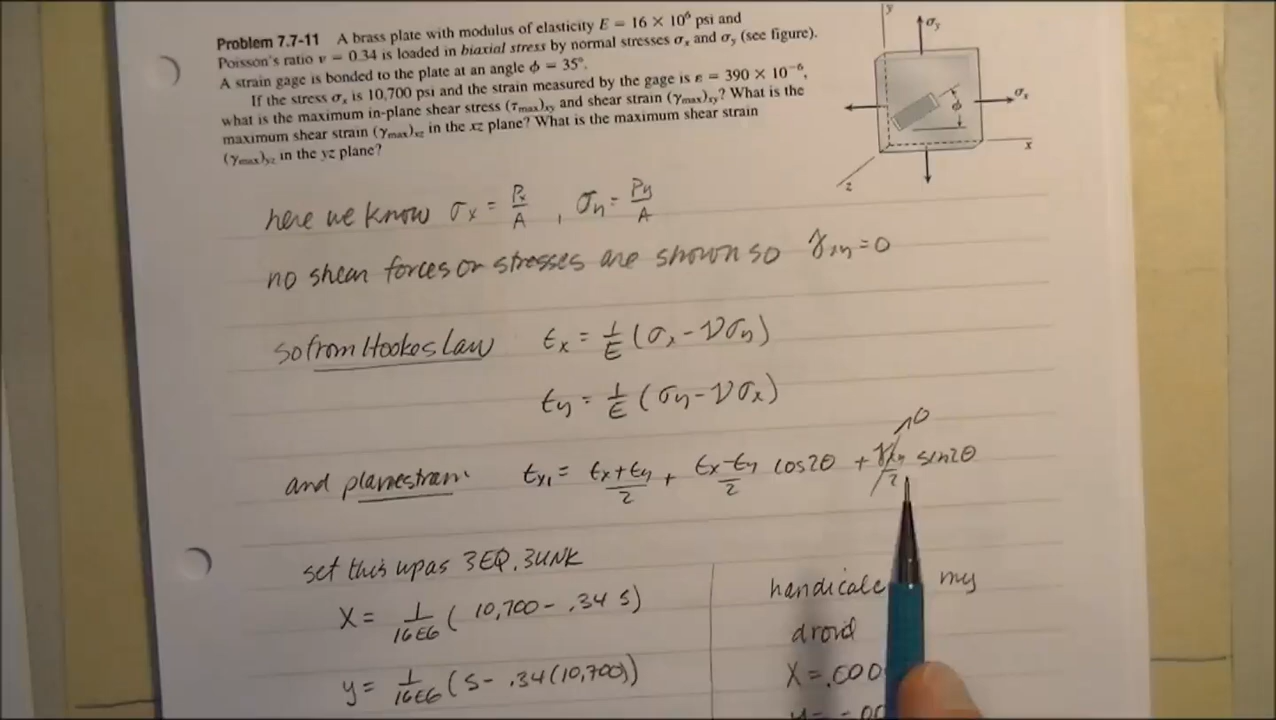 Problem 7.7-11 A brass plate with modulus of elasticity E = 16 × 10⁶ psi and
Poisson's ratio ν = 0.34 is loaded in biaxial stress by normal stresses σₓ and σᵧ (see figure).
A strain gage is bonded to the plate at an angle ϕ = 35°.
If the stress σₓ is 10,700 psi and the strain measured by the gage is ε = 390 × 10⁻⁶,
what is the maximum in-plane shear stress (τmax)xy and shear strain (γmax)xy? What is the
maximum shear strain (γmax)xz in the xz plane? What is the maximum shear strain
(γmax)yz in the yz plane?
y
σy
σx
ϕ
x
z
here we know σx = Px/A , σy = Py/A
no shear forces or stresses are shown so γxy = 0
so from Hookes Law εx = 1/E (σx - νσy)
εy = 1/E (σy - νσx)
0
and planestrain εx1 = εx+εy/2 + εx-εy/2 cos2θ + γxy/2 sin2θ
set this up as 3EQ, 3UNK
X = 1/16E6 ( 10,700 - .34 S)
y = 1/16E6 (S - .34(10,700))
my
droid
X = .000